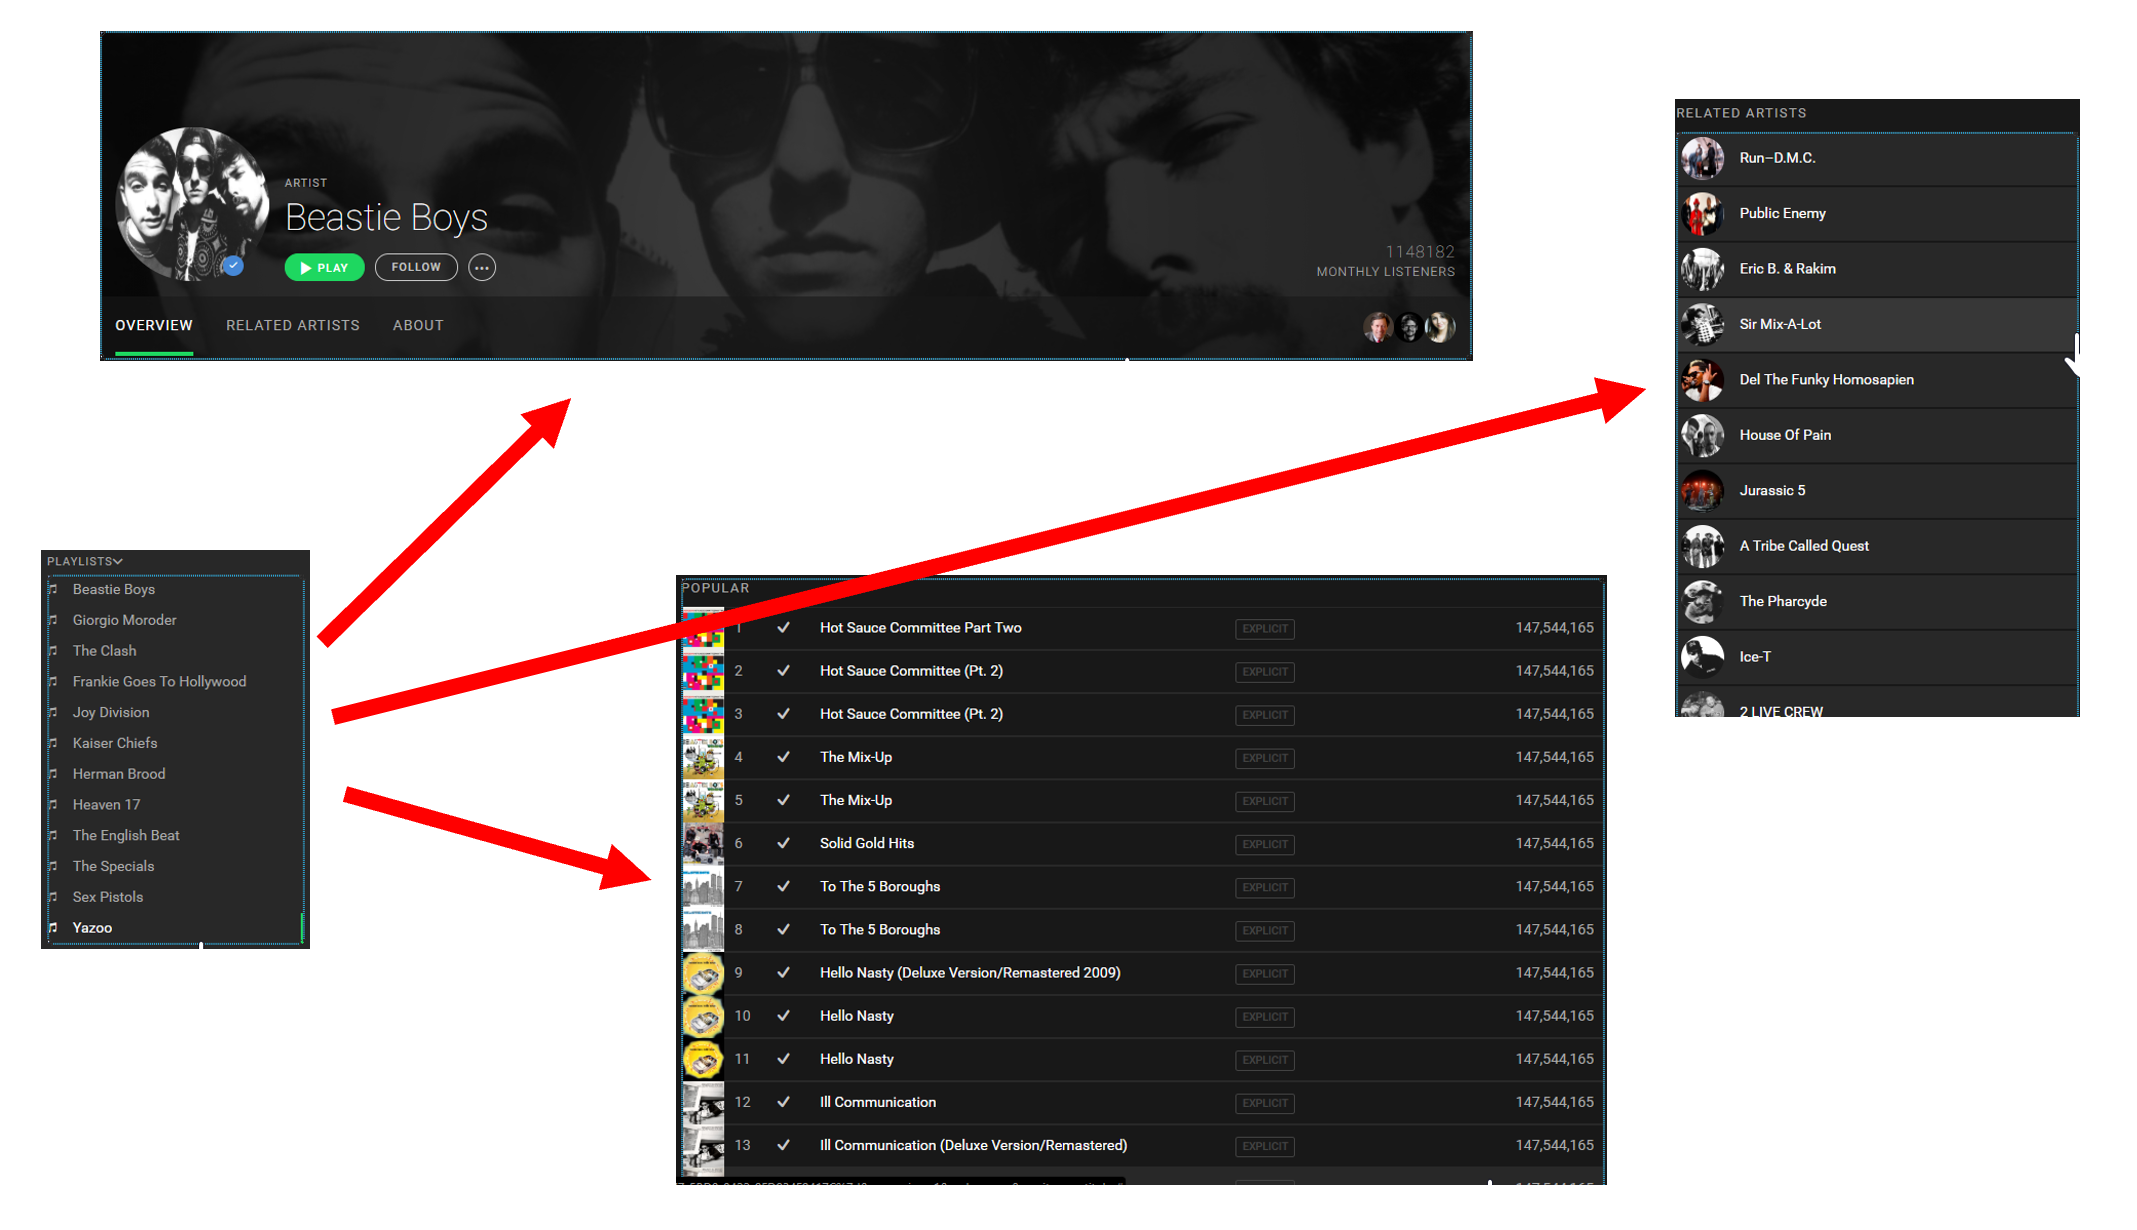 ARTIST
Beastie Boys
PLAY FOLLOW
1148182
MONTHLY LISTENERS
OVERVIEW RELATED ARTISTS ABOUT
RELATED ARTISTS
Run–D.M.C.
Public Enemy
Eric B. & Rakim
Sir Mix-A-Lot
Del The Funky Homosapien
House Of Pain
Jurassic 5
A Tribe Called Quest
The Pharcyde
Ice-T
2 LIVE CREW
PLAYLISTS
Beastie Boys
Giorgio Moroder
The Clash
Frankie Goes To Hollywood
Joy Division
Kaiser Chiefs
Herman Brood
Heaven 17
The English Beat
The Specials
Sex Pistols
Yazoo
POPULAR
1 Hot Sauce Committee Part Two EXPLICIT 147,544,165
2 Hot Sauce Committee (Pt. 2) EXPLICIT 147,544,165
3 Hot Sauce Committee (Pt. 2) EXPLICIT 147,544,165
4 The Mix-Up EXPLICIT 147,544,165
5 The Mix-Up EXPLICIT 147,544,165
6 Solid Gold Hits EXPLICIT 147,544,165
7 To The 5 Boroughs EXPLICIT 147,544,165
8 To The 5 Boroughs EXPLICIT 147,544,165
9 Hello Nasty (Deluxe Version/Remastered 2009) EXPLICIT 147,544,165
10 Hello Nasty EXPLICIT 147,544,165
11 Hello Nasty EXPLICIT 147,544,165
12 Ill Communication EXPLICIT 147,544,165
13 Ill Communication (Deluxe Version/Remastered) EXPLICIT 147,544,165